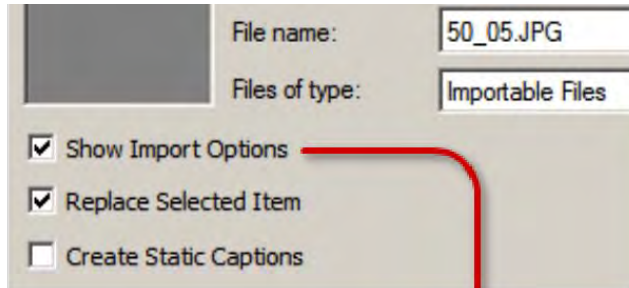 File name: 50_05.JPG
Files of type: Importable Files
Show Import Options
Replace Selected Item
Create Static Captions